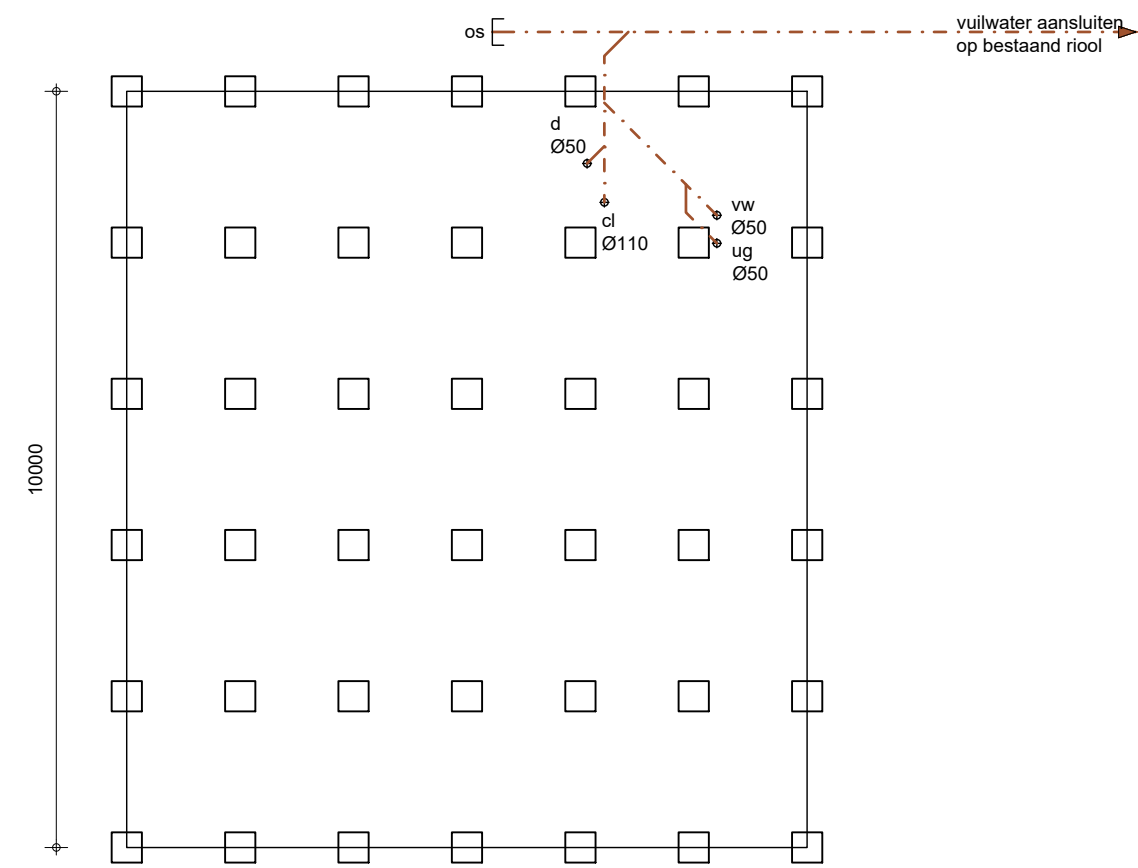 os
vuilwater aansluiten
op bestaand riool
d
Ø50
cl
Ø110
vw
Ø50
ug
Ø50
10000